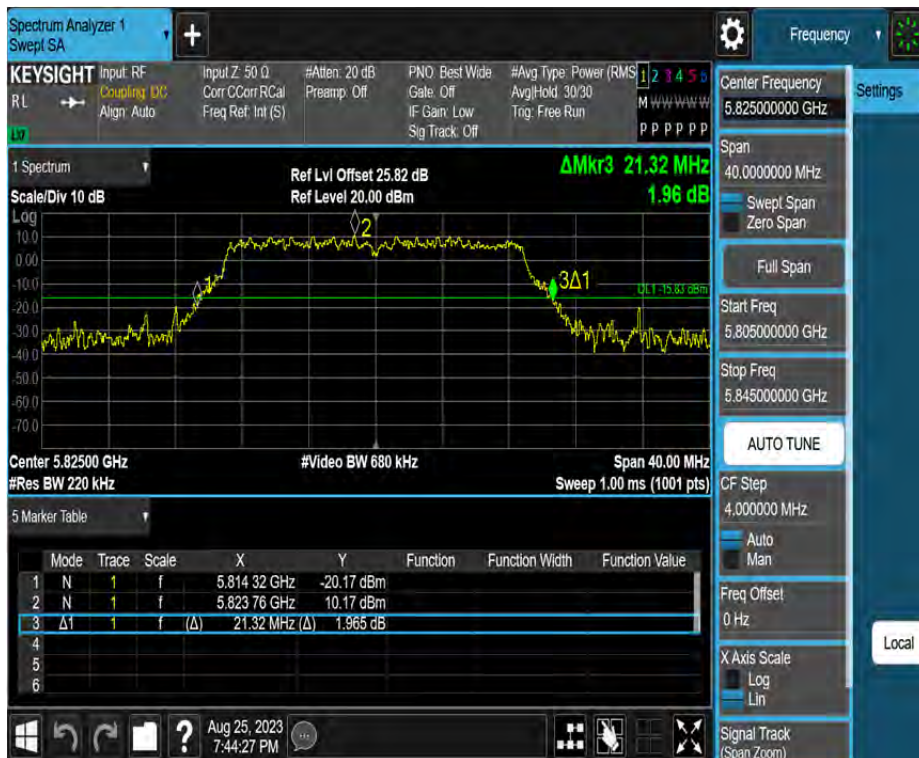 Spectrum Analyzer 1
Swept SA
Frequency
KEYSIGHT Input: RF Input Z: 50 Ω #Atten: 20 dB PNO: Best Wide #Avg Type: Power (RMS 1 2 3 4 5 6
RL Coupling: DC Corr CCorr RCal Preamp: Off Gate: Off Avg|Hold: 30/30 M W W W W W
Align: Auto Freq Ref: Int (S) IF Gain: Low Trig: Free Run
LXI Sig Track: Off P P P P P P
1 Spectrum
Ref Lvl Offset 25.82 dB ΔMkr3 21.32 MHz
Scale/Div 10 dB Ref Level 20.00 dBm 1.96 dB
Log
10.0
0.00
-10.0
-20.0
-30.0
-40.0
-50.0
-60.0
-70.0
1
2
3Δ1
DL1 -15.83 dBm
Center 5.82500 GHz #Video BW 680 kHz Span 40.00 MHz
#Res BW 220 kHz Sweep 1.00 ms (1001 pts)
5 Marker Table
Mode Trace Scale X Y Function Function Width Function Value
1 N 1 f 5.814 32 GHz -20.17 dBm
2 N 1 f 5.823 76 GHz 10.17 dBm
3 Δ1 1 f (Δ) 21.32 MHz (Δ) 1.965 dB
4
5
6
Aug 25, 2023
7:44:27 PM
Center Frequency
5.825000000 GHz
Span
40.0000000 MHz
Swept Span
Zero Span
Full Span
Start Freq
5.805000000 GHz
Stop Freq
5.845000000 GHz
AUTO TUNE
CF Step
4.000000 MHz
Auto
Man
Freq Offset
0 Hz
X Axis Scale
Log
Lin
Signal Track
(Span Zoom)
Settings
Local